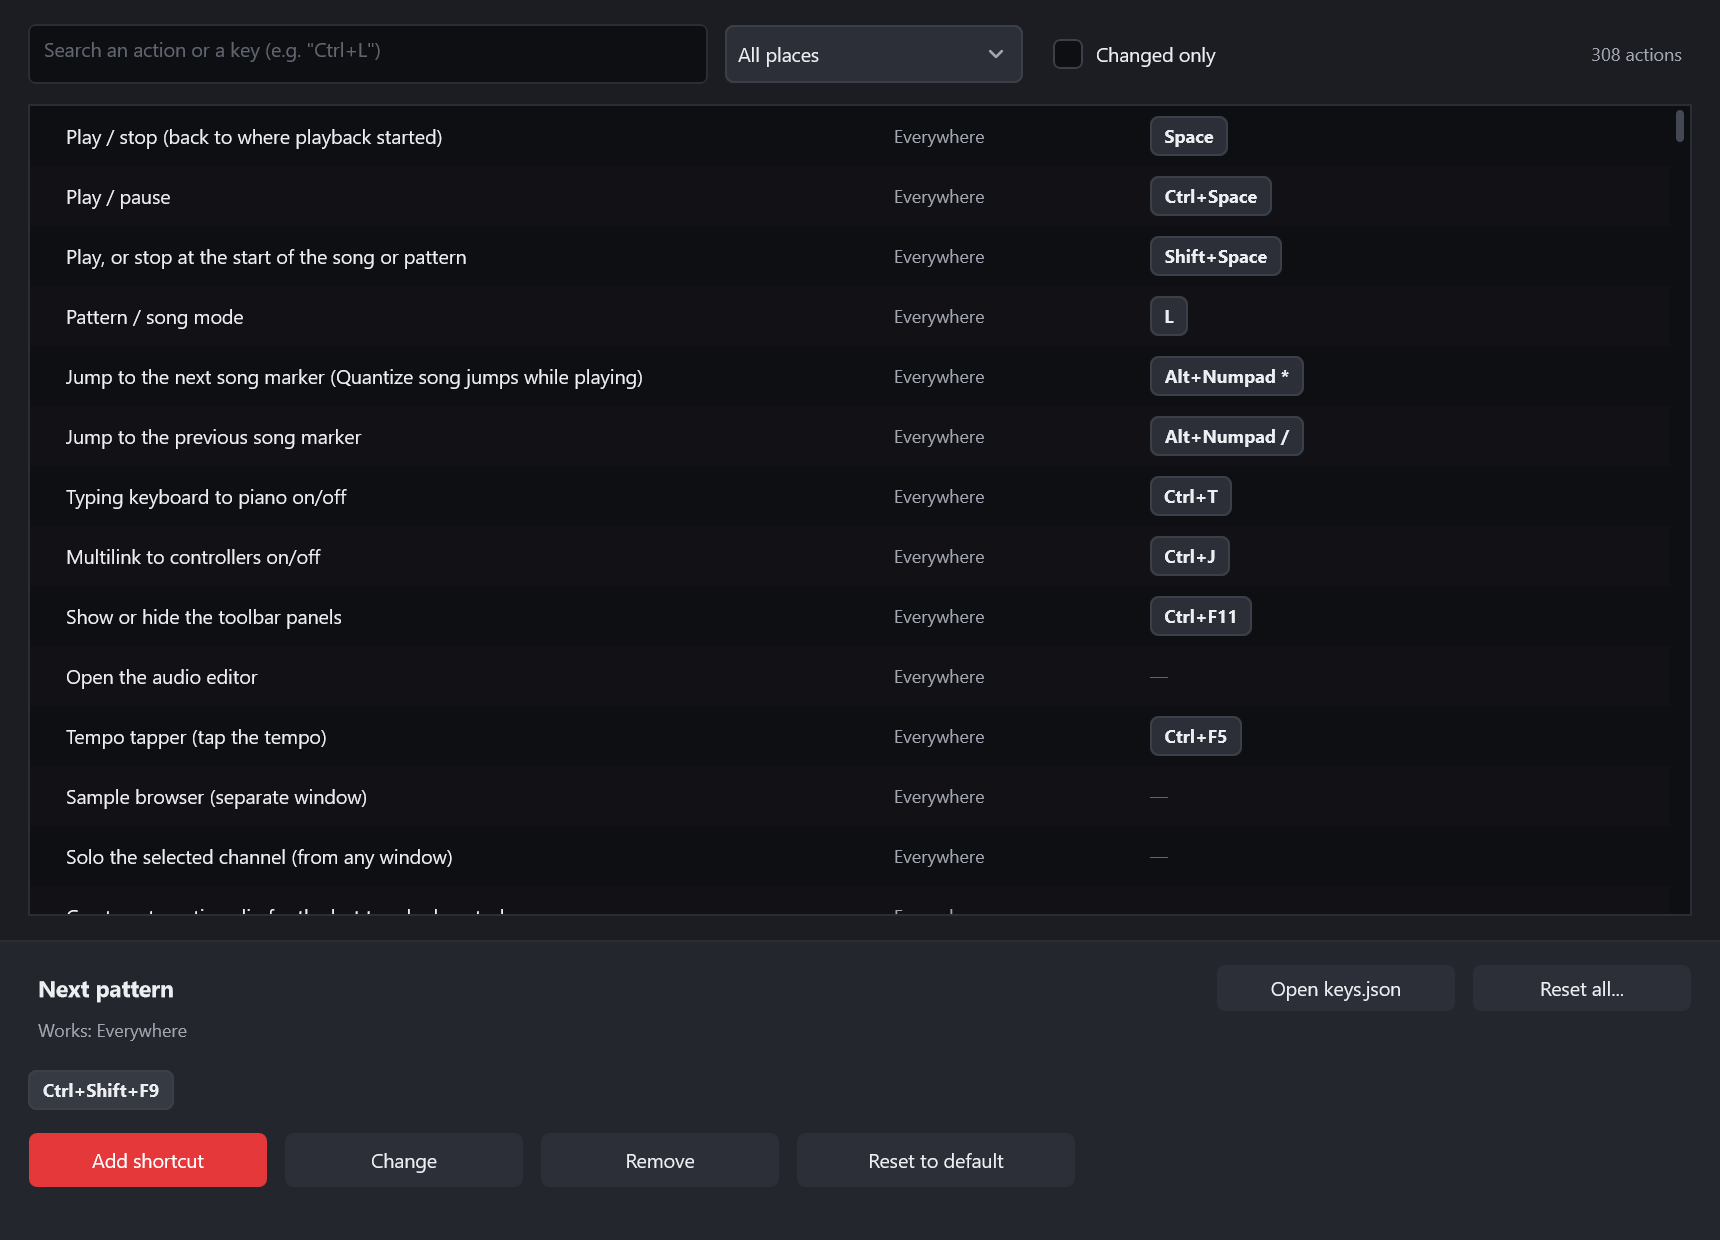 Search an action or a key (e.g. "Ctrl+L")
All places
Changed only
308 actions
Play / stop (back to where playback started) Everywhere Space
Play / pause Everywhere Ctrl+Space
Play, or stop at the start of the song or pattern Everywhere Shift+Space
Pattern / song mode Everywhere L
Jump to the next song marker (Quantize song jumps while playing) Everywhere Alt+Numpad *
Jump to the previous song marker Everywhere Alt+Numpad /
Typing keyboard to piano on/off Everywhere Ctrl+T
Multilink to controllers on/off Everywhere Ctrl+J
Show or hide the toolbar panels Everywhere Ctrl+F11
Open the audio editor Everywhere —
Tempo tapper (tap the tempo) Everywhere Ctrl+F5
Sample browser (separate window) Everywhere —
Solo the selected channel (from any window) Everywhere —
Next pattern
Open keys.json
Reset all...
Works: Everywhere
Ctrl+Shift+F9
Add shortcut
Change
Remove
Reset to default